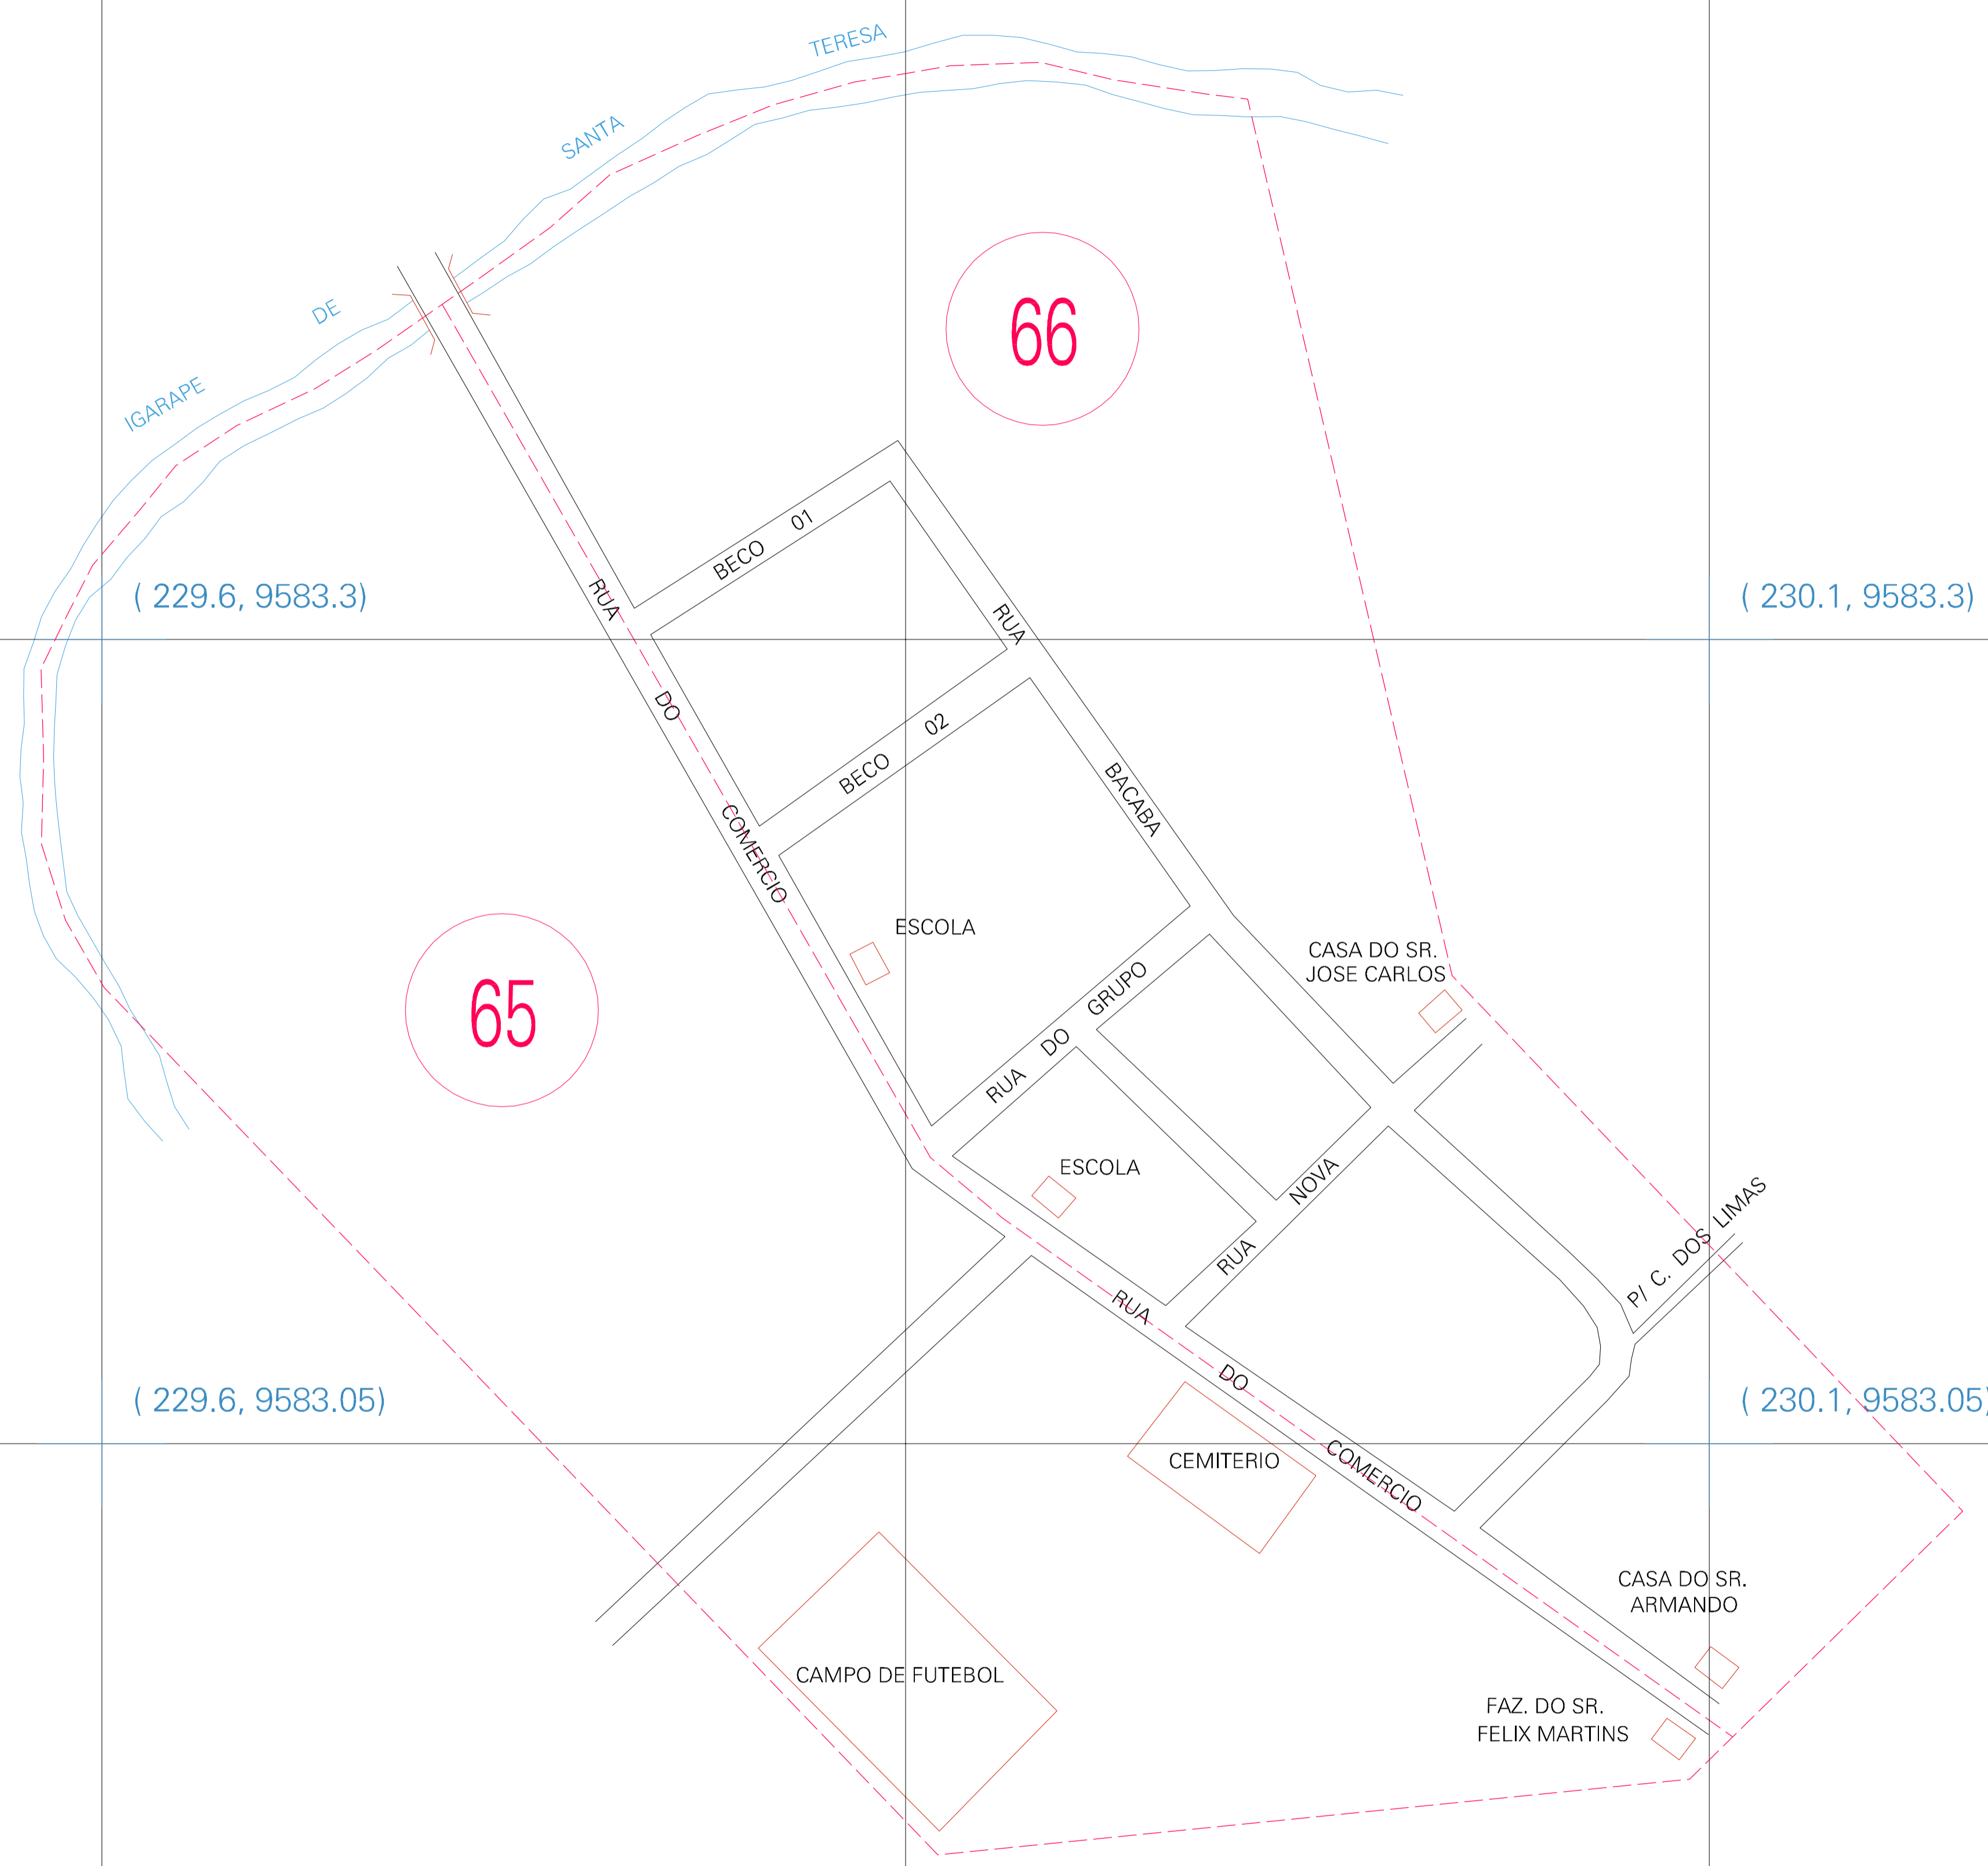 TERESA
SANTA
DE
IGARAPE
66
BECO 01
( 229.6, 9583.3)
( 230.1, 9583.3)
RUA DO COMERCIO
RUA BACABA
BECO 02
ESCOLA
CASA DO SR.
JOSE CARLOS
65
RUA DO GRUPO
ESCOLA
RUA NOVA
P/ C. DOS LIMAS
RUA DO COMERCIO
( 229.6, 9583.05)
( 230.1, 9583.05)
CEMITERIO
CASA DO SR.
ARMANDO
CAMPO DE FUTEBOL
FAZ. DO SR.
FELIX MARTINS